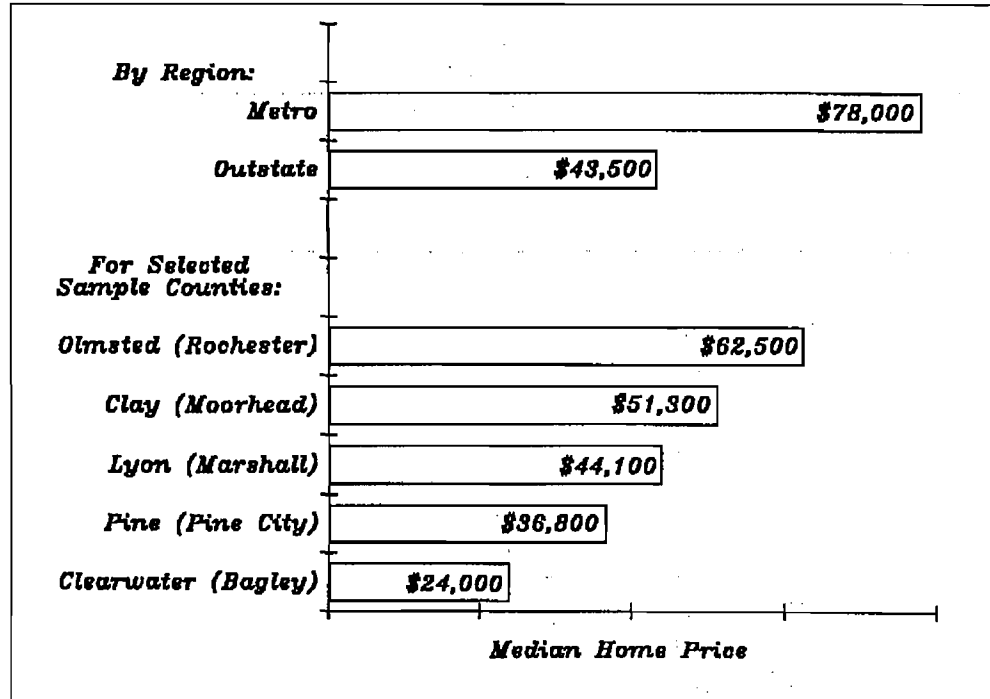 By Region:
Metro $78,000
Outstate $43,500
For Selected
Sample Counties:
Olmsted (Rochester) $62,500
Clay (Moorhead) $51,300
Lyon (Marshall) $44,100
Pine (Pine City) $36,800
Clearwater (Bagley) $24,000
Median Home Price